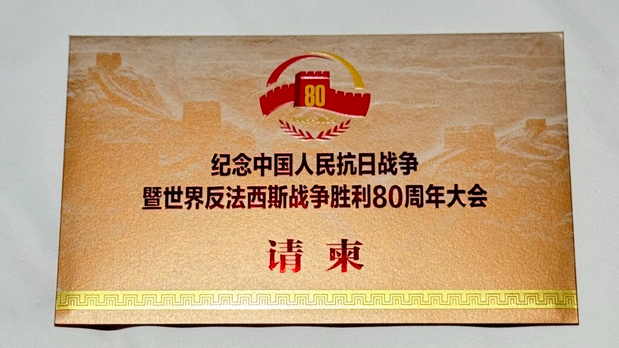 80
纪念中国人民抗日战争
暨世界反法西斯战争胜利80周年大会
请柬